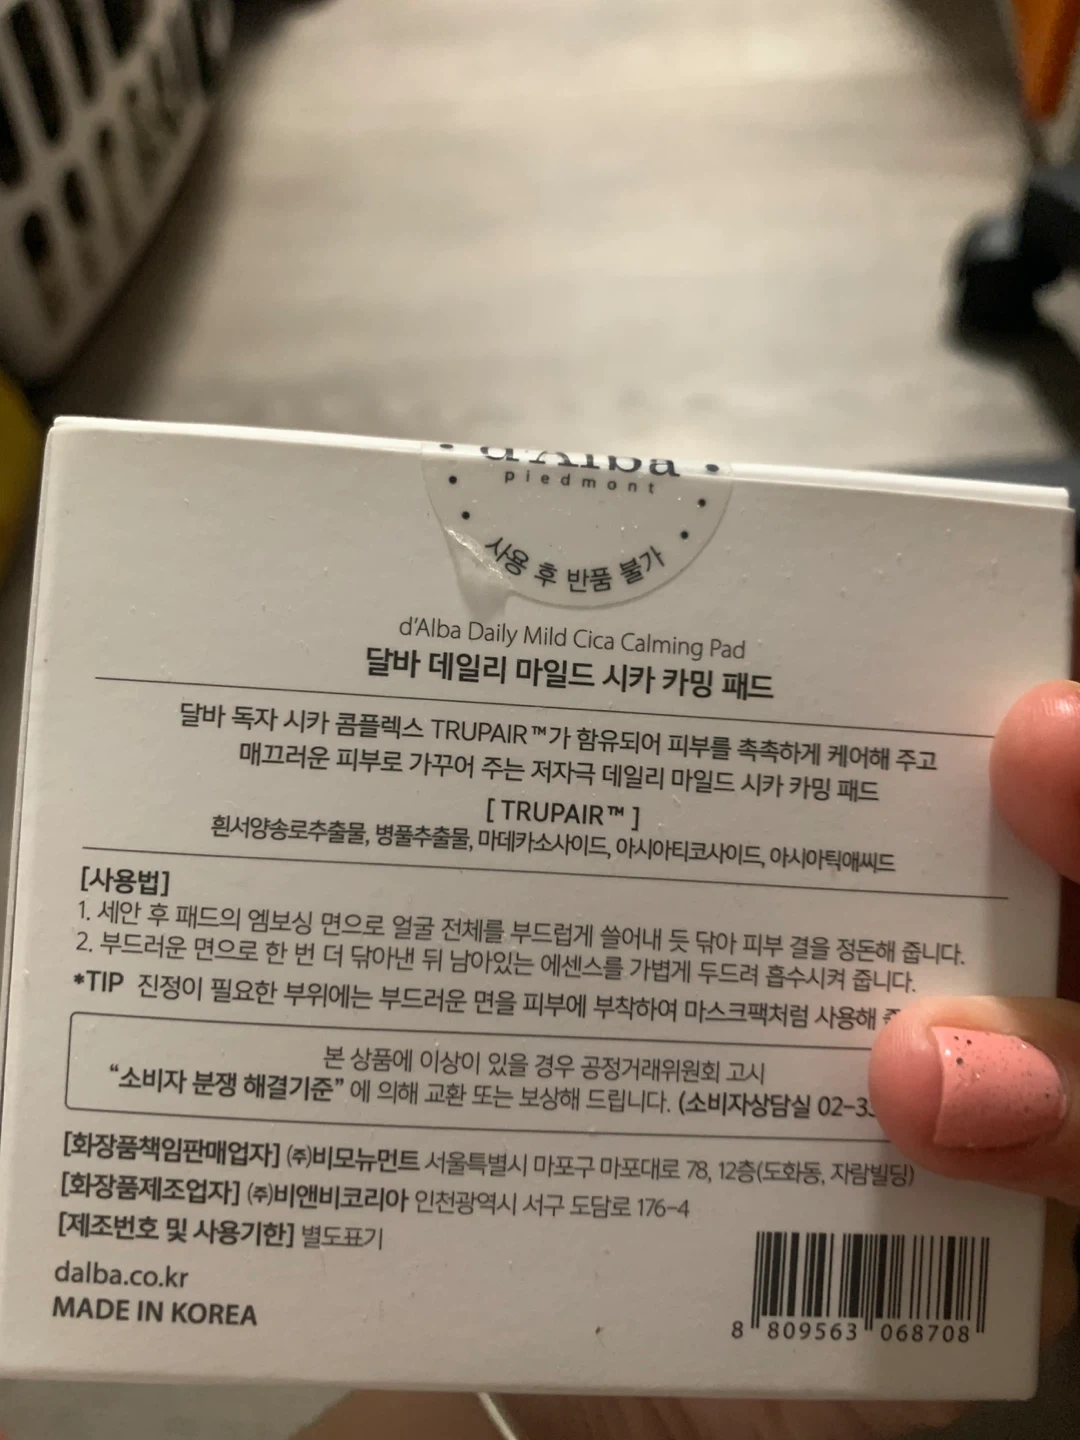 d'Alba
piedmont
사용 후 반품 불가
d'Alba Daily Mild Cica Calming Pad
달바 데일리 마일드 시카 카밍 패드
달바 독자 시카 콤플렉스 TRUPAIR™가 함유되어 피부를 촉촉하게 케어해 주고
매끄러운 피부로 가꾸어 주는 저자극 데일리 마일드 시카 카밍 패드
[ TRUPAIR™ ]
흰서양송로추출물, 병풀추출물, 마데카소사이드, 아시아티코사이드, 아시아틱애씨드
[사용법]
1. 세안 후 패드의 엠보싱 면으로 얼굴 전체를 부드럽게 쓸어내 듯 닦아 피부 결을 정돈해 줍니다.
2. 부드러운 면으로 한 번 더 닦아낸 뒤 남아있는 에센스를 가볍게 두드려 흡수시켜 줍니다.
*TIP 진정이 필요한 부위에는 부드러운 면을 피부에 부착하여 마스크팩처럼 사용해
본 상품에 이상이 있을 경우 공정거래위원회 고시
“소비자 분쟁 해결기준” 에 의해 교환 또는 보상해 드립니다. (소비자상담실 02-33
[화장품책임판매업자] (주)비모뉴먼트 서울특별시 마포구 마포대로 78, 12층(도화동, 자람빌딩)
[화장품제조업자] (주)비앤비코리아 인천광역시 서구 도담로 176-4
[제조번호 및 사용기한] 별도표기
dalba.co.kr
MADE IN KOREA
8 809563 068708